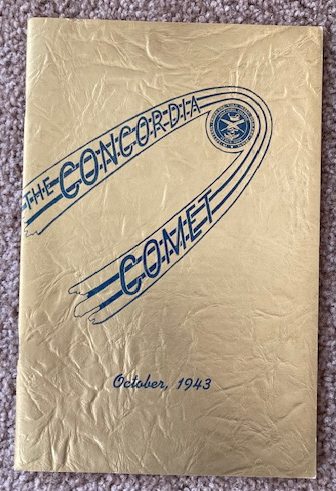 THE CONCORDIA
COMET
October, 1943